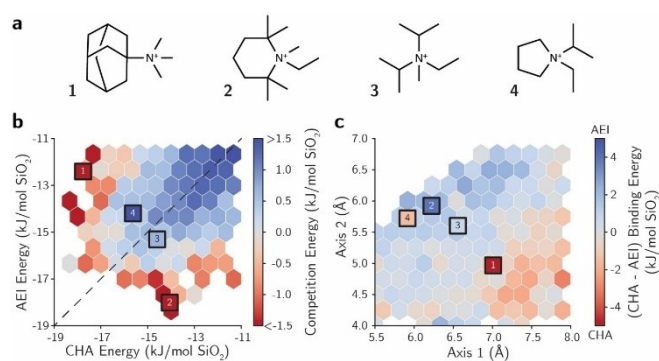 a
N⁺
N⁺
N⁺
N⁺
1
2
3
4
b
c
AEI Energy (kJ/mol SiO₂)
-11
-13
-15
-17
-19
1
4
3
2
-19
-17
-15
-13
-11
CHA Energy (kJ/mol SiO₂)
>1.5
1.0
0.5
0.0
-0.5
-1.0
<-1.5
Competition Energy (kJ/mol SiO₂)
Axis 2 (Å)
7.0
6.5
6.0
5.5
5.0
4.5
4.0
4
2
3
1
5.5
6.0
6.5
7.0
7.5
8.0
Axis 1 (Å)
AEI
4
2
0
-2
-4
CHA
(CHA - AEI) Binding Energy
(kJ/mol SiO₂)